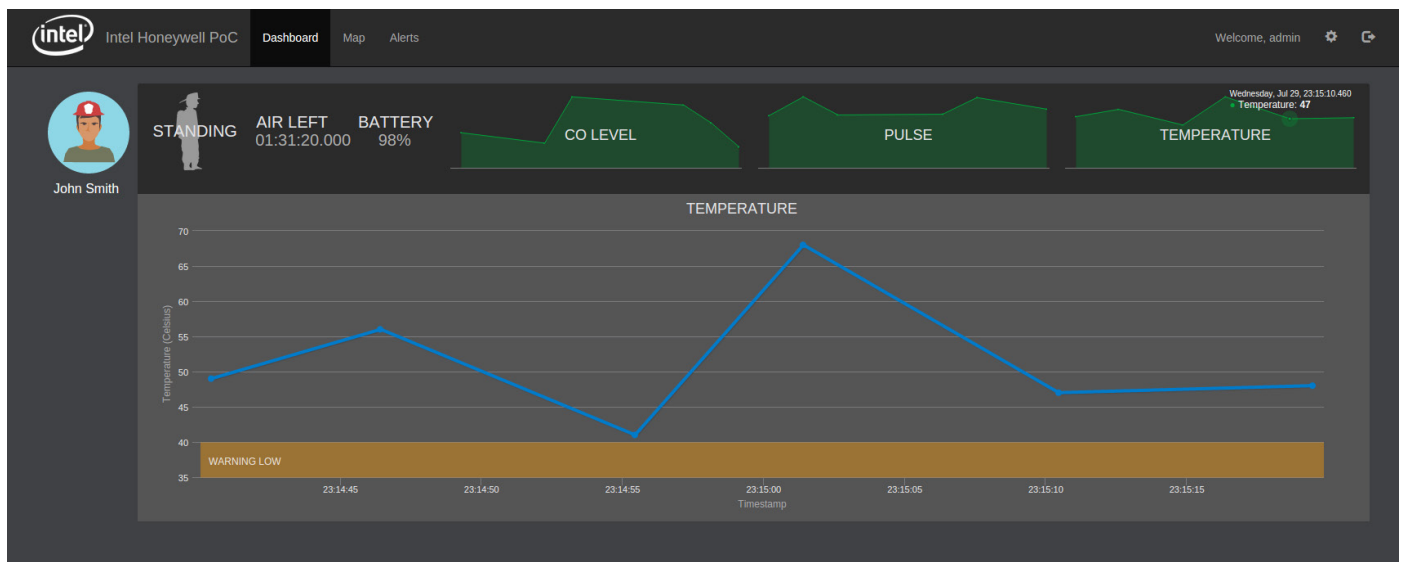 intel Intel Honeywell PoC Dashboard Map Alerts Welcome, admin
John Smith
STANDING
AIR LEFT
01:31:20.000
BATTERY
98%
CO LEVEL
PULSE
TEMPERATURE
Wednesday, Jul 29, 23:15:10.460
Temperature: 47
TEMPERATURE
Temperature (Celsius)
70
65
60
55
50
45
40
35
WARNING LOW
23:14:45 23:14:50 23:14:55 23:15:00 23:15:05 23:15:10 23:15:15
Timestamp